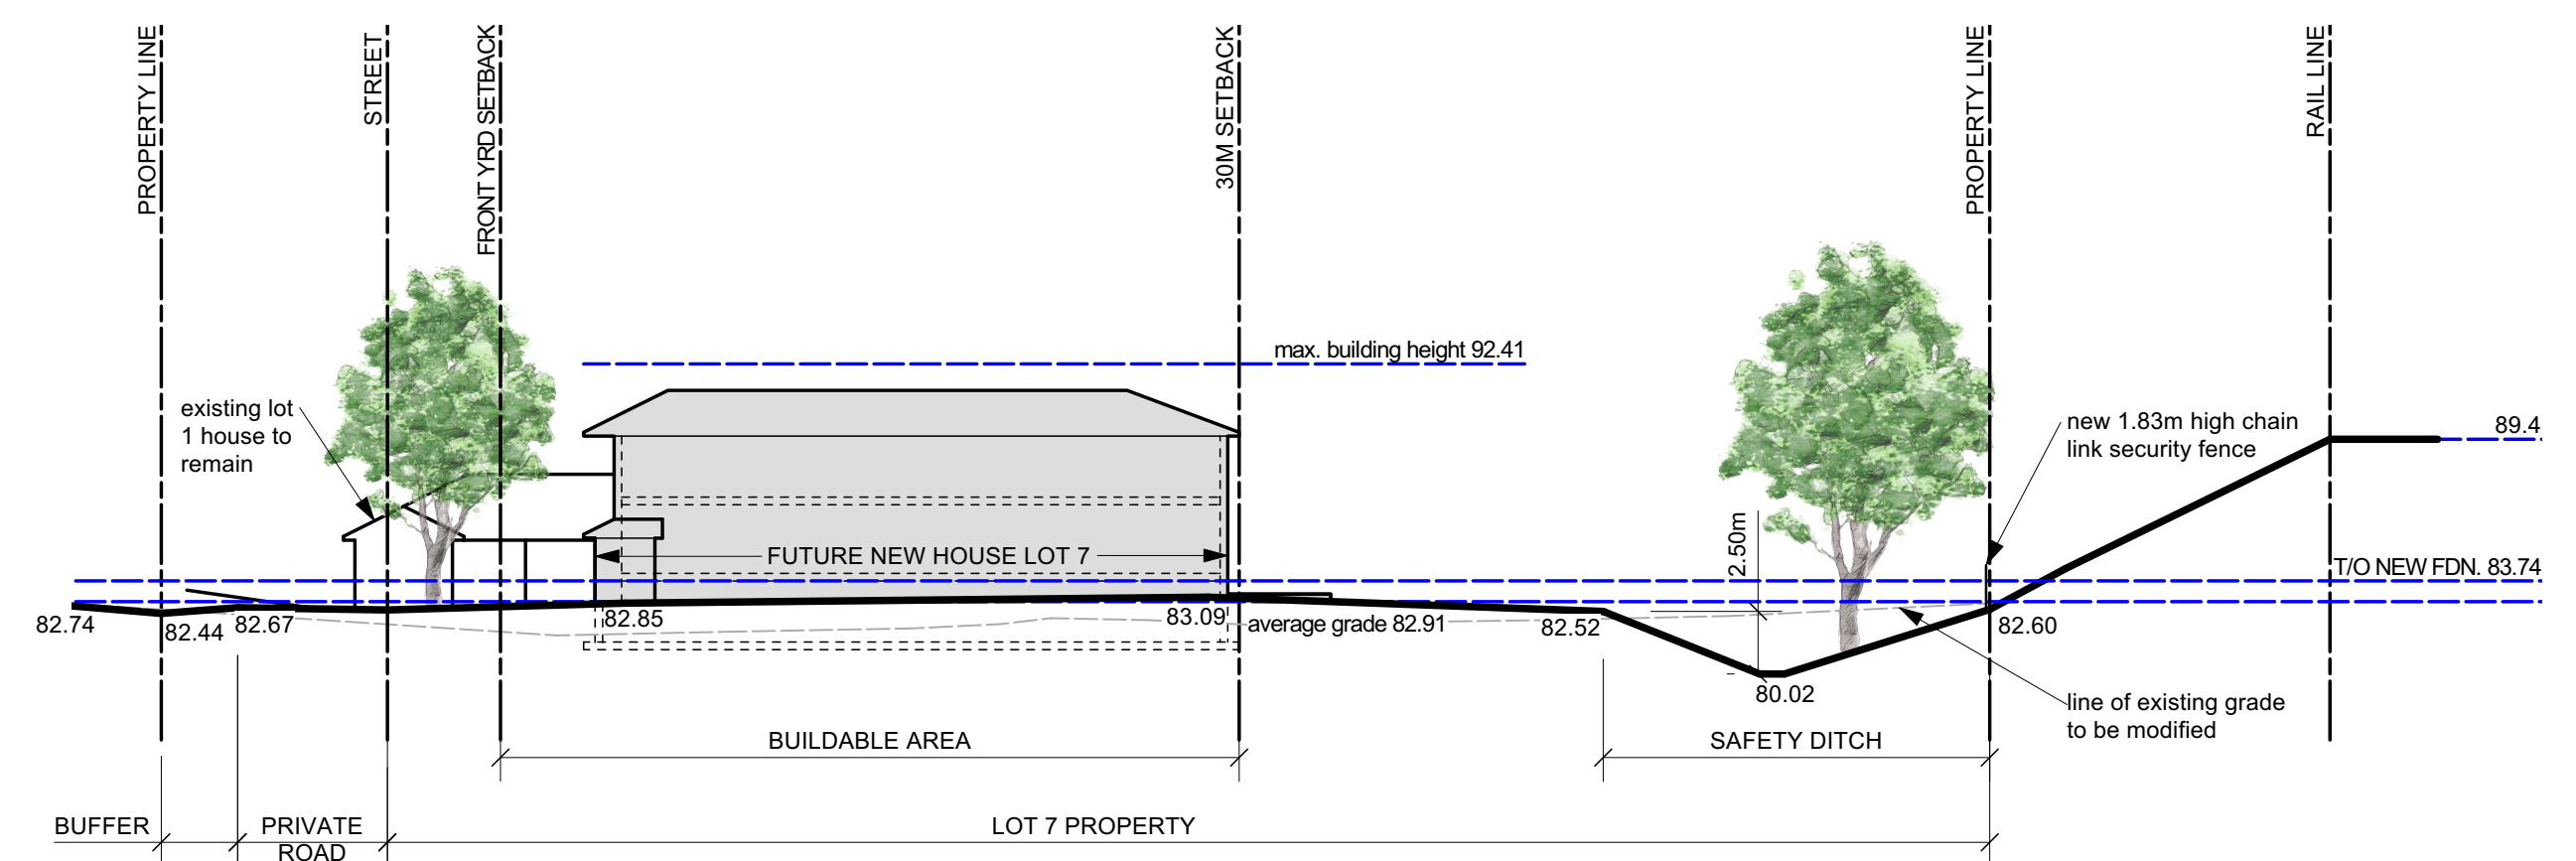 PROPERTY LINE
STREET
FRONT YRD SETBACK
30M SETBACK
PROPERTY LINE
RAIL LINE
max. building height 92.41
existing lot
1 house to
remain
new 1.83m high chain
link security fence
89.4
2.50m
FUTURE NEW HOUSE LOT 7
T/O NEW FDN. 83.74
82.74
82.44
82.67
82.85
83.09
average grade 82.91
82.52
82.60
80.02
line of existing grade
to be modified
BUILDABLE AREA
SAFETY DITCH
BUFFER
PRIVATE
ROAD
LOT 7 PROPERTY